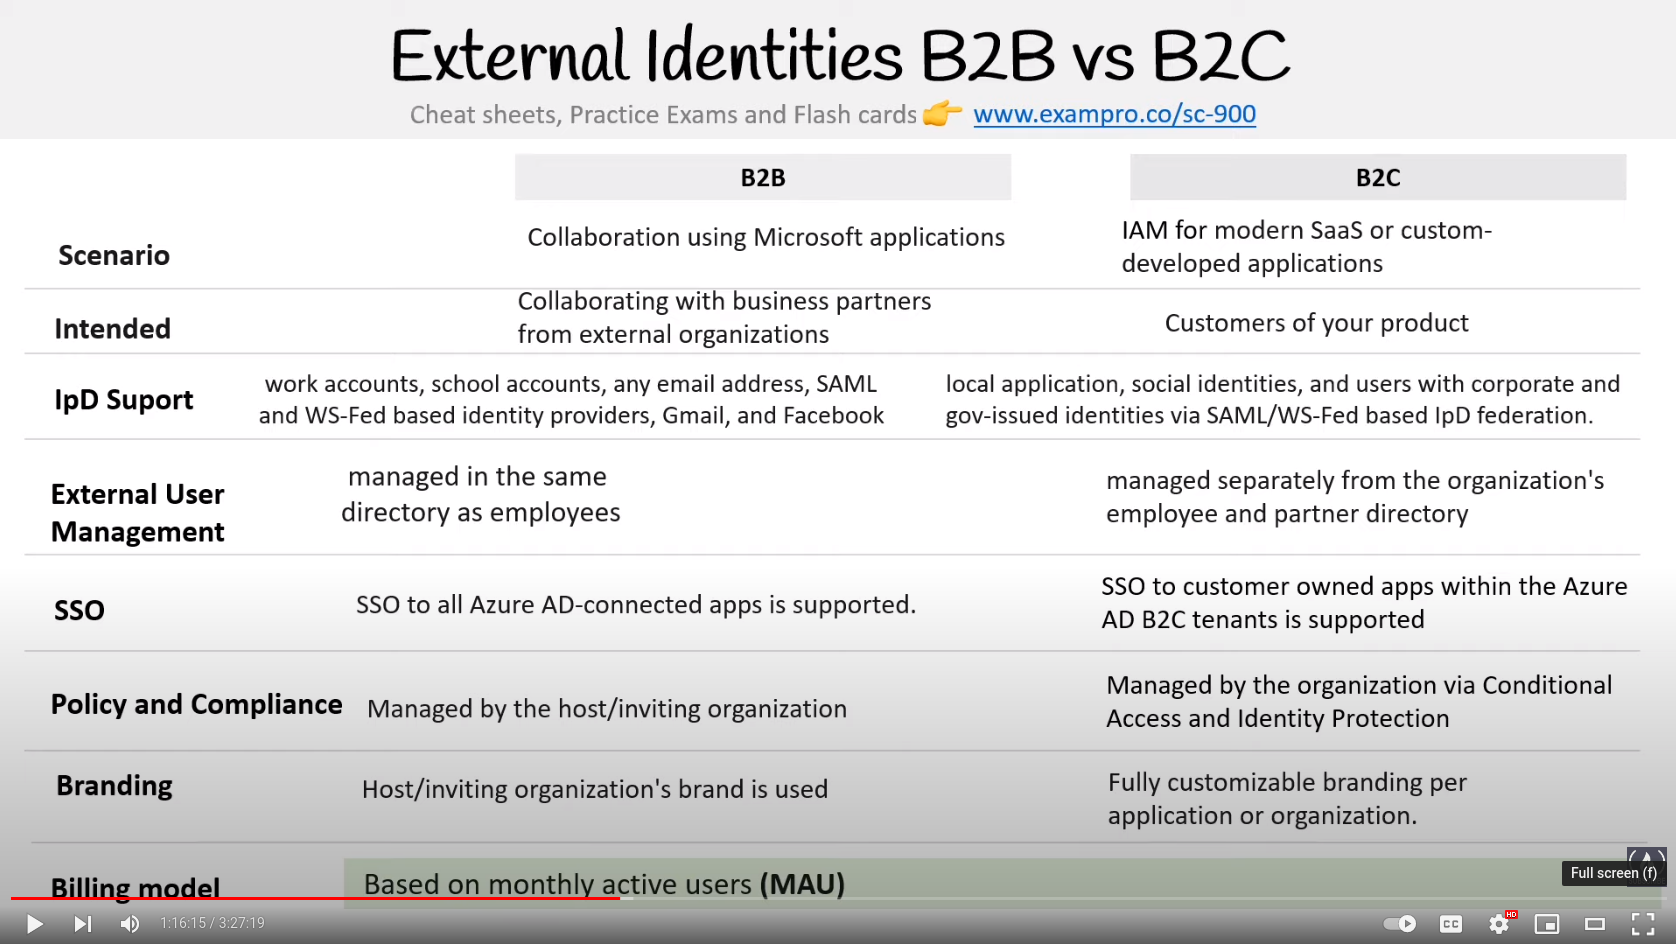 External Identities B2B vs B2C
Cheat sheets, Practice Exams and Flash cards 👉 www.exampro.co/sc-900
B2B
B2C
Scenario
Collaboration using Microsoft applications
IAM for modern SaaS or custom-
developed applications
Intended
Collaborating with business partners
from external organizations
Customers of your product
IpD Suport
work accounts, school accounts, any email address, SAML
and WS-Fed based identity providers, Gmail, and Facebook
local application, social identities, and users with corporate and
gov-issued identities via SAML/WS-Fed based IpD federation.
External User
Management
managed in the same
directory as employees
managed separately from the organization's
employee and partner directory
SSO
SSO to all Azure AD-connected apps is supported.
SSO to customer owned apps within the Azure
AD B2C tenants is supported
Policy and Compliance
Managed by the host/inviting organization
Managed by the organization via Conditional
Access and Identity Protection
Branding
Host/inviting organization's brand is used
Fully customizable branding per
application or organization.
Billing model
Based on monthly active users (MAU)
Full screen (f)
1:16:15 / 3:27:19
CC
HD